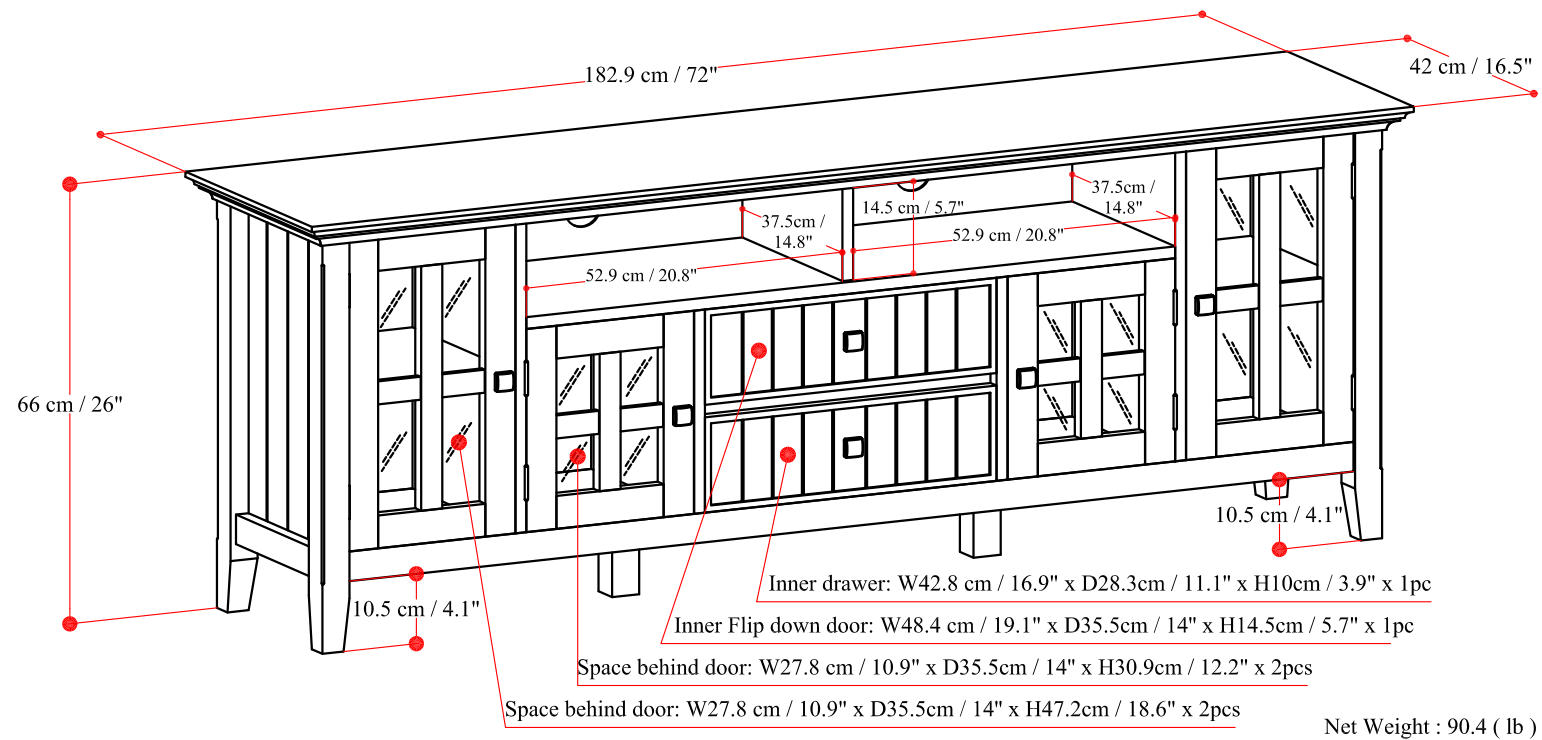 182.9 cm / 72"
42 cm / 16.5"
37.5cm /
14.8"
14.5 cm / 5.7"
37.5cm /
14.8"
52.9 cm / 20.8"
52.9 cm / 20.8"
66 cm / 26"
10.5 cm / 4.1"
10.5 cm / 4.1"
Inner drawer: W42.8 cm / 16.9" x D28.3cm / 11.1" x H10cm / 3.9" x 1pc
Inner Flip down door: W48.4 cm / 19.1" x D35.5cm / 14" x H14.5cm / 5.7" x 1pc
Space behind door: W27.8 cm / 10.9" x D35.5cm / 14" x H30.9cm / 12.2" x 2pcs
Space behind door: W27.8 cm / 10.9" x D35.5cm / 14" x H47.2cm / 18.6" x 2pcs
Net Weight : 90.4 ( lb )